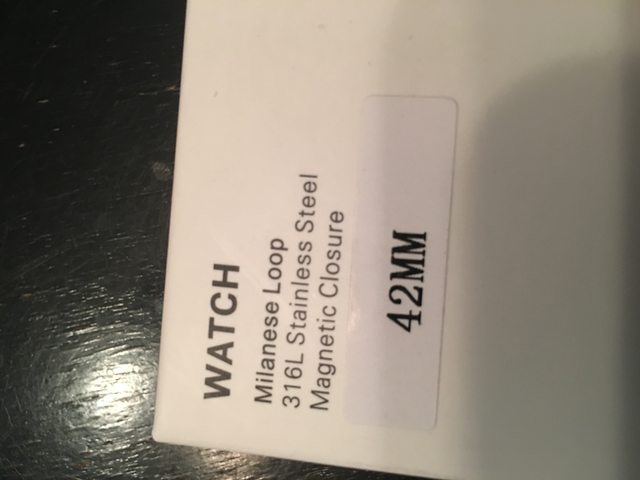 WATCH
Milanese Loop
316L Stainless Steel
Magnetic Closure
42MM